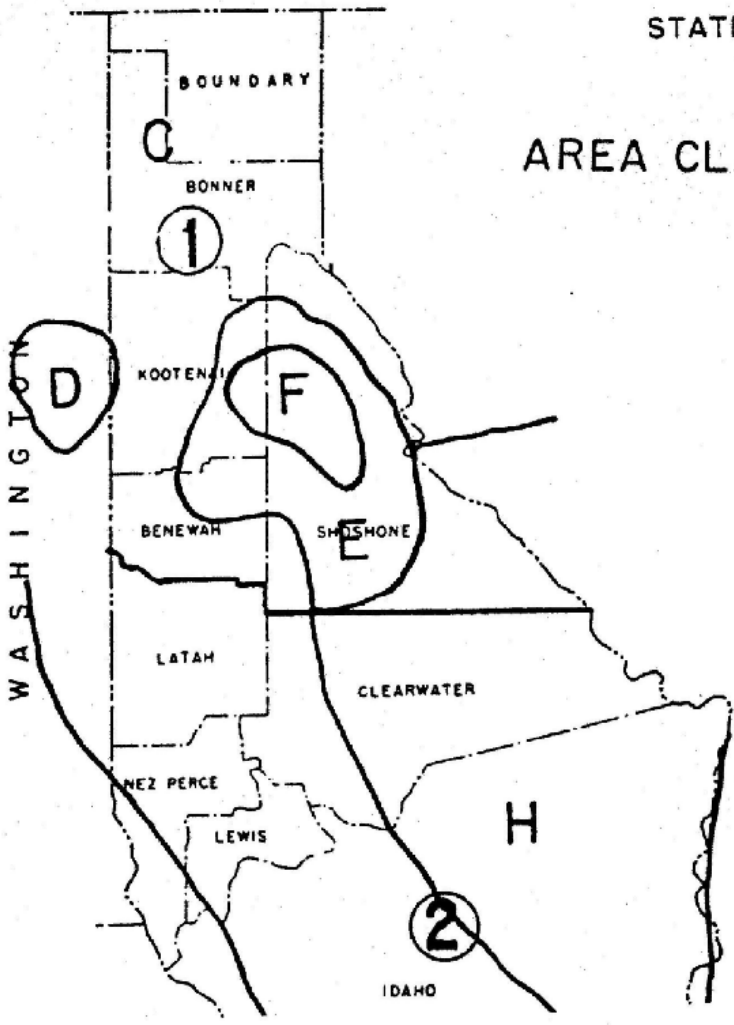 STATE
BOUNDARY
C
AREA CL
BONNER
1
WASHINGTON
D
KOOTENAI
F
BENEWAH
SHOSHONE
E
LATAH
CLEARWATER
NEZ PERCE
LEWIS
H
2
IDAHO